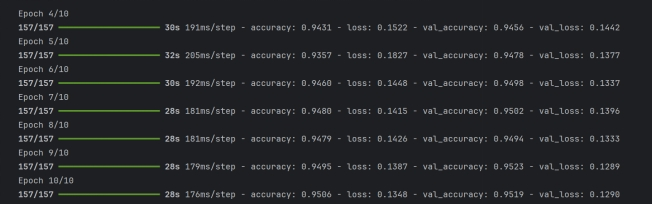 Epoch 4/10
157/157 ━━━━━━━━━━━━━━━━━━━━ 30s 191ms/step - accuracy: 0.9431 - loss: 0.1522 - val_accuracy: 0.9456 - val_loss: 0.1442
Epoch 5/10
157/157 ━━━━━━━━━━━━━━━━━━━━ 32s 205ms/step - accuracy: 0.9357 - loss: 0.1827 - val_accuracy: 0.9478 - val_loss: 0.1377
Epoch 6/10
157/157 ━━━━━━━━━━━━━━━━━━━━ 30s 192ms/step - accuracy: 0.9460 - loss: 0.1448 - val_accuracy: 0.9498 - val_loss: 0.1337
Epoch 7/10
157/157 ━━━━━━━━━━━━━━━━━━━━ 28s 181ms/step - accuracy: 0.9480 - loss: 0.1415 - val_accuracy: 0.9502 - val_loss: 0.1396
Epoch 8/10
157/157 ━━━━━━━━━━━━━━━━━━━━ 28s 181ms/step - accuracy: 0.9479 - loss: 0.1426 - val_accuracy: 0.9494 - val_loss: 0.1333
Epoch 9/10
157/157 ━━━━━━━━━━━━━━━━━━━━ 28s 179ms/step - accuracy: 0.9495 - loss: 0.1387 - val_accuracy: 0.9523 - val_loss: 0.1289
Epoch 10/10
157/157 ━━━━━━━━━━━━━━━━━━━━ 28s 176ms/step - accuracy: 0.9506 - loss: 0.1348 - val_accuracy: 0.9519 - val_loss: 0.1290